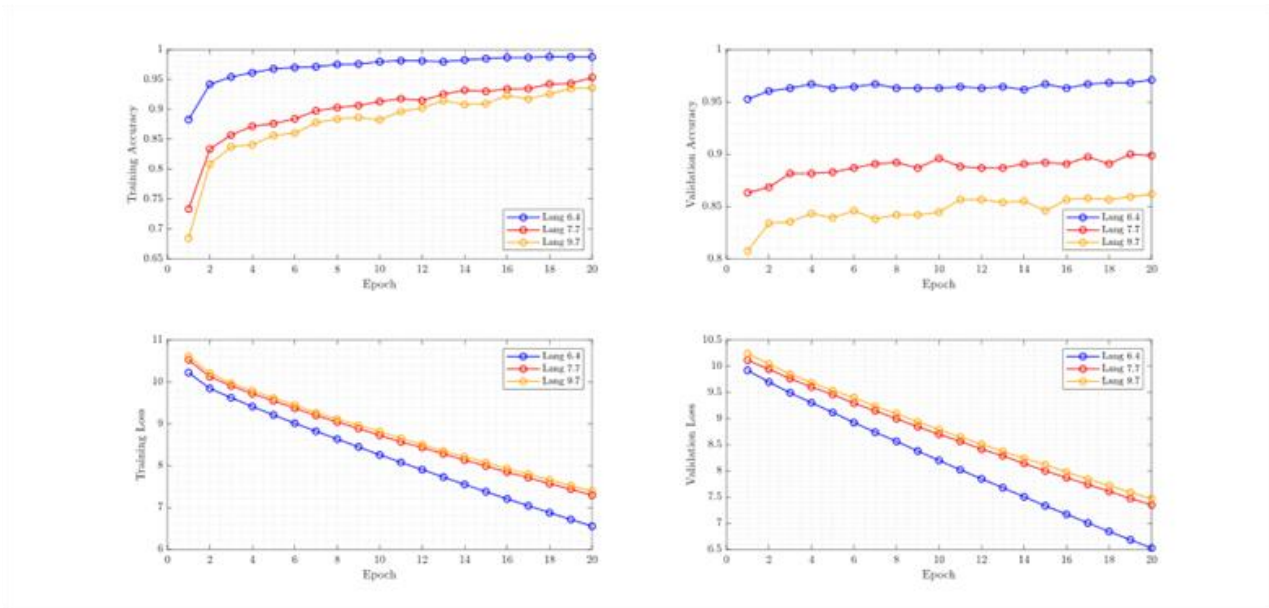 1
0.95
0.9
0.85
0.8
0.75
0.7
0.65
Training Accuracy
0 2 4 6 8 10 12 14 16 18 20
Epoch
Lang 6.4
Lang 7.7
Lang 9.7
1
0.95
0.9
0.85
0.8
Validation Accuracy
0 2 4 6 8 10 12 14 16 18 20
Epoch
Lang 6.4
Lang 7.7
Lang 9.7
11
10
9
8
7
6
Training Loss
0 2 4 6 8 10 12 14 16 18 20
Epoch
Lang 6.4
Lang 7.7
Lang 9.7
10.5
10
9.5
9
8.5
8
7.5
7
6.5
Validation Loss
0 2 4 6 8 10 12 14 16 18 20
Epoch
Lang 6.4
Lang 7.7
Lang 9.7